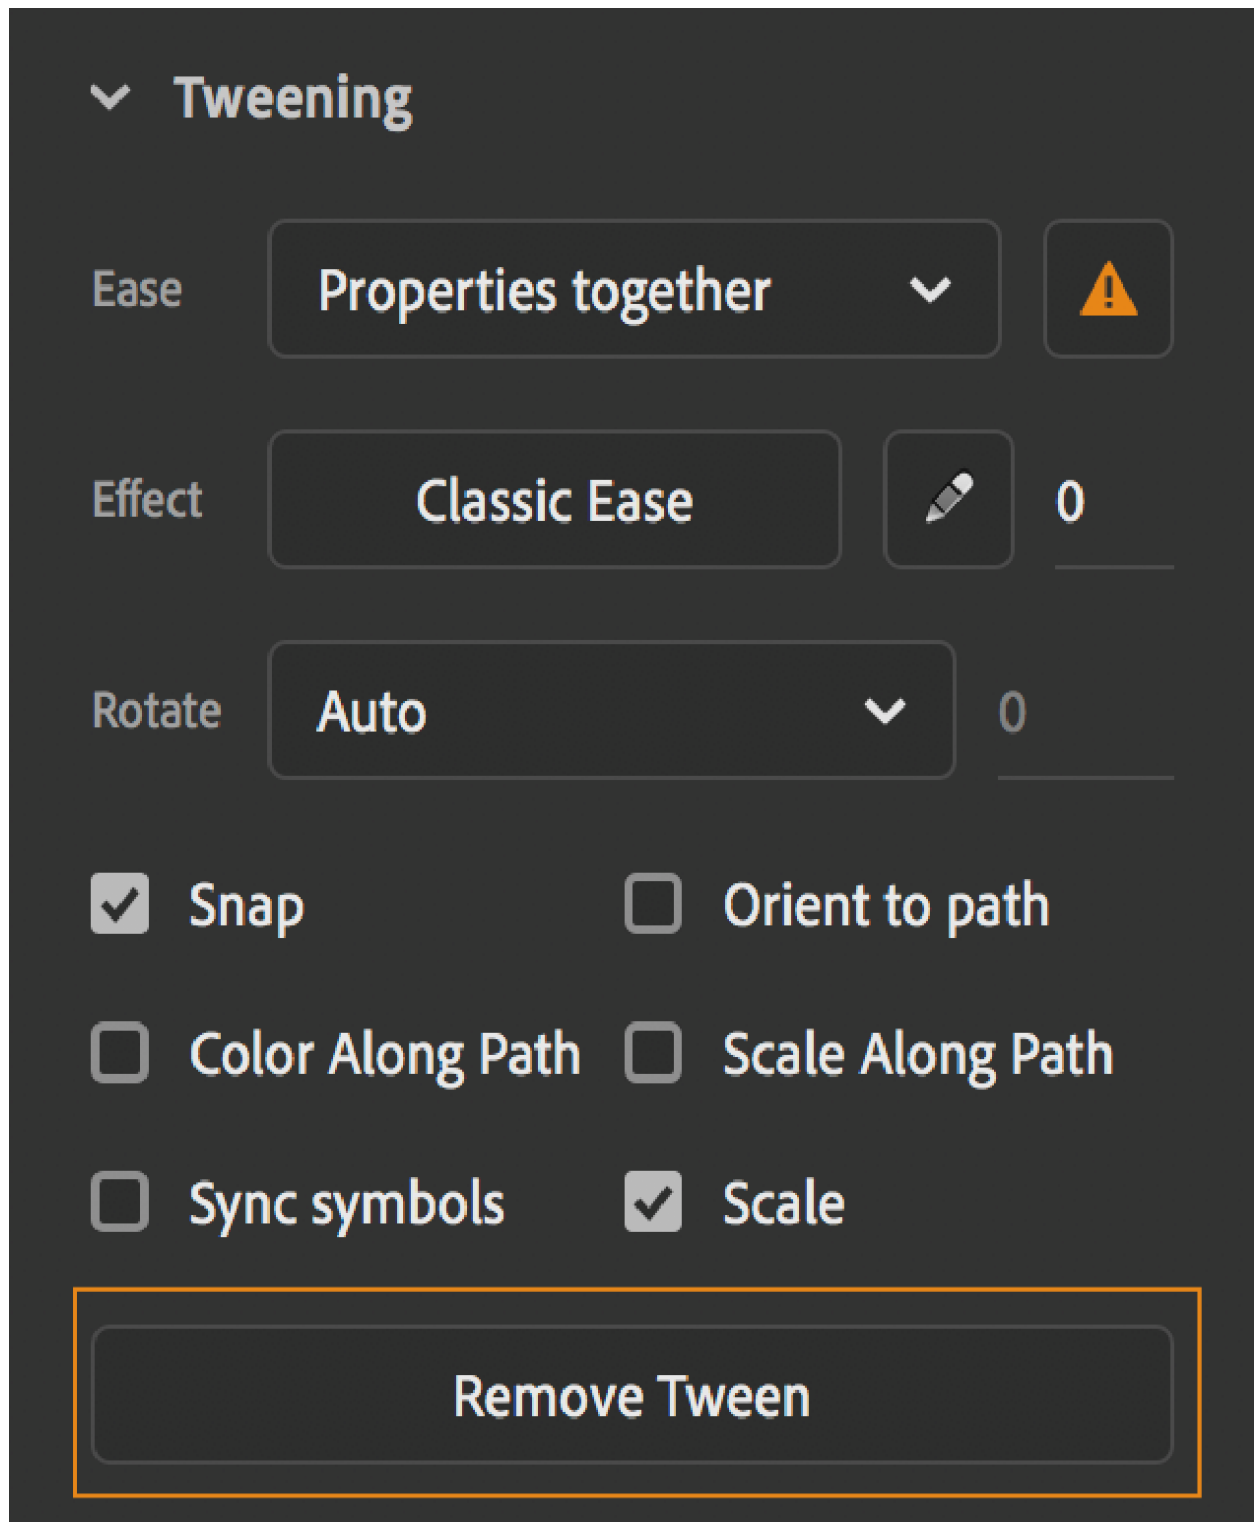 Tweening
Ease Properties together
Effect Classic Ease 0
Rotate Auto 0
Snap Orient to path
Color Along Path Scale Along Path
Sync symbols Scale
Remove Tween